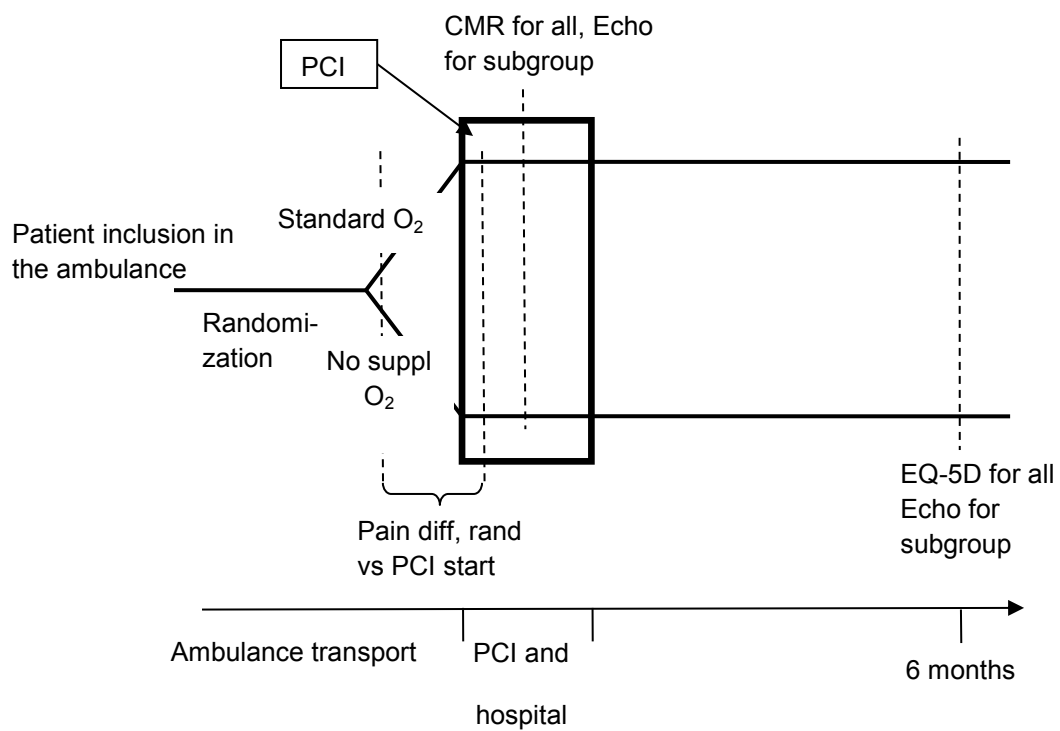 CMR for all, Echo
for subgroup
PCI
Standard O₂
Patient inclusion in
the ambulance
Randomi-
zation
No suppl
O₂
EQ-5D for all
Echo for
subgroup
Pain diff, rand
vs PCI start
Ambulance transport
PCI and
hospital
6 months